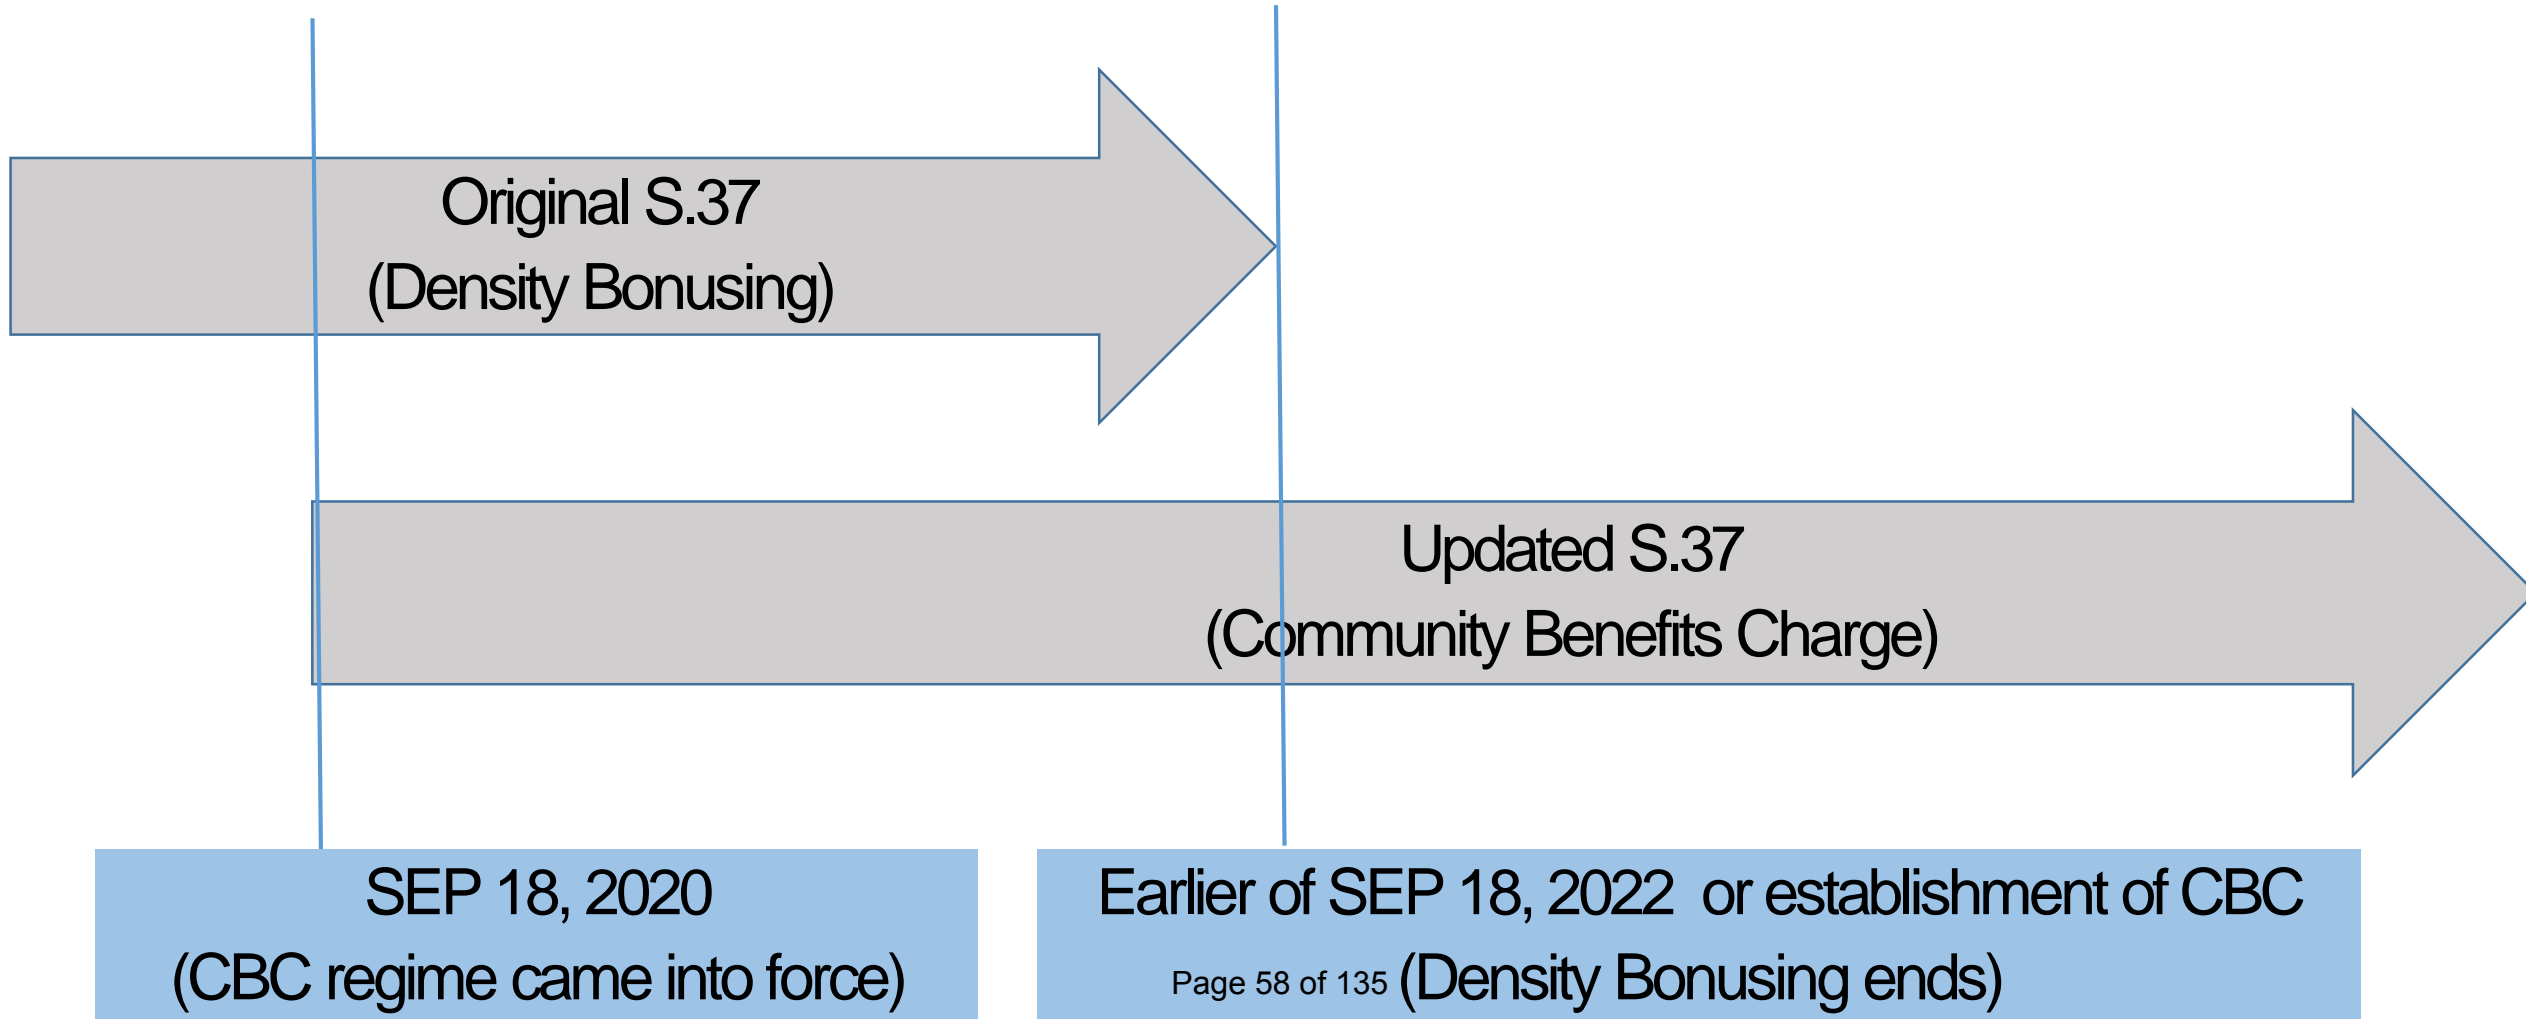 Original S.37
(Density Bonusing)
Updated S.37
(Community Benefits Charge)
SEP 18, 2020
(CBC regime came into force)
Earlier of SEP 18, 2022 or establishment of CBC
Page 58 of 135 (Density Bonusing ends)